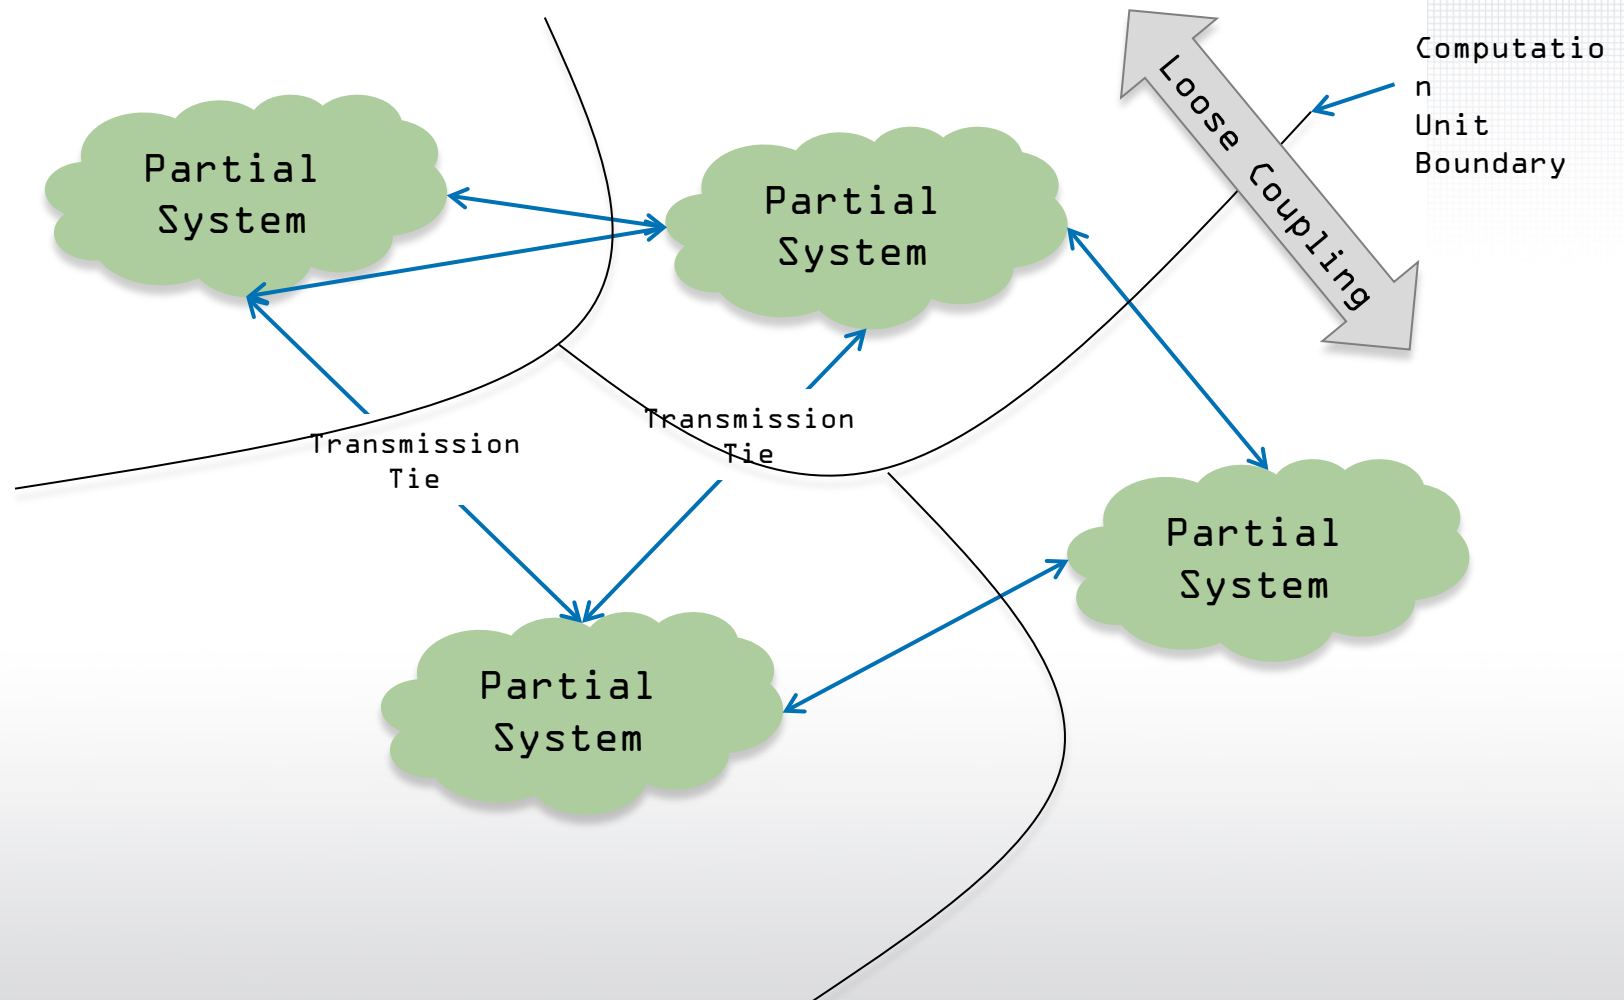 Computatio
n
Unit
Boundary
Loose Coupling
Partial
System
Partial
System
Transmission
Tie
Transmission
Tie
Partial
System
Partial
System